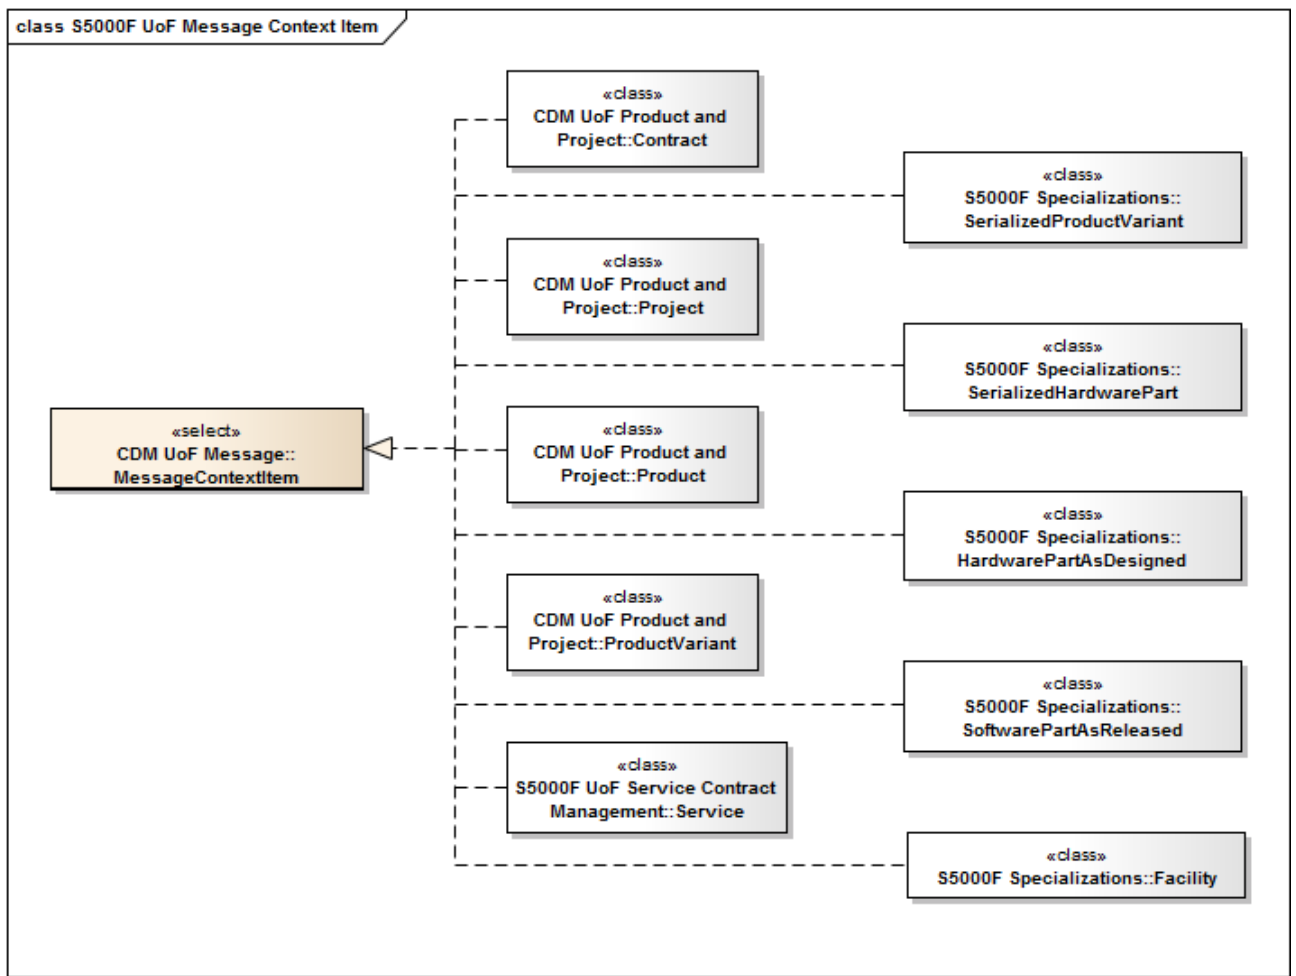 class S5000F UoF Message Context Item
«class»
CDM UoF Product and
Project::Contract
«class»
S5000F Specializations::
SerializedProductVariant
«class»
CDM UoF Product and
Project::Project
«class»
S5000F Specializations::
SerializedHardwarePart
«select»
CDM UoF Message::
MessageContextItem
«class»
CDM UoF Product and
Project::Product
«class»
S5000F Specializations::
HardwarePartAsDesigned
«class»
CDM UoF Product and
Project::ProductVariant
«class»
S5000F Specializations::
SoftwarePartAsReleased
«class»
S5000F UoF Service Contract
Management::Service
«class»
S5000F Specializations::Facility